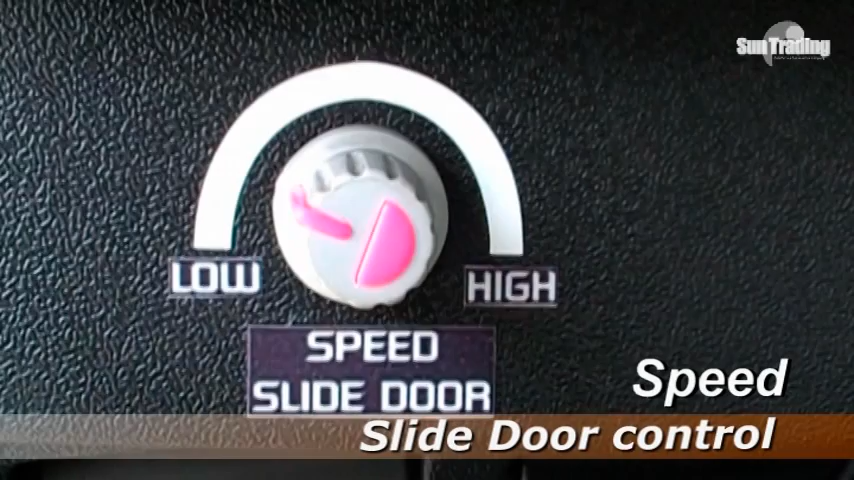 Sun Trading
LOW
HIGH
SPEED
SLIDE DOOR
Speed
Slide Door control